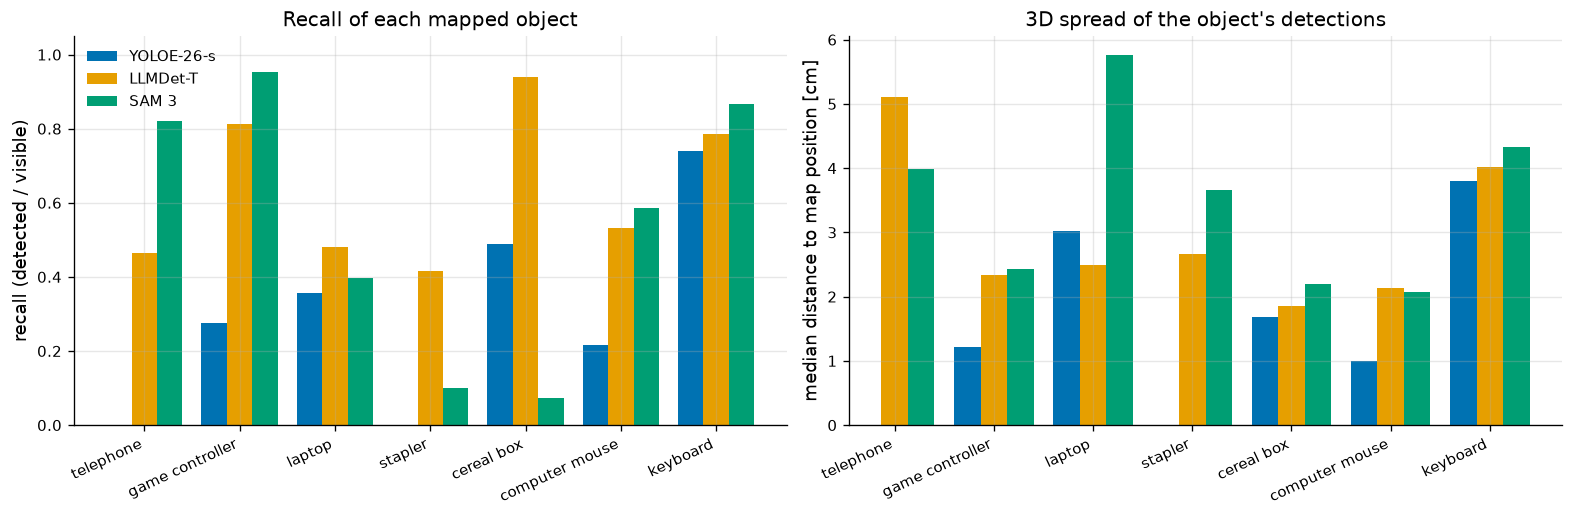 Recall of each mapped object
YOLOE-26-s
LLMDet-T
SAM 3
recall (detected / visible)
1.0
0.8
0.6
0.4
0.2
0.0
telephone
game controller
laptop
stapler
cereal box
computer mouse
keyboard
3D spread of the object's detections
median distance to map position [cm]
6
5
4
3
2
1
0
telephone
game controller
laptop
stapler
cereal box
computer mouse
keyboard